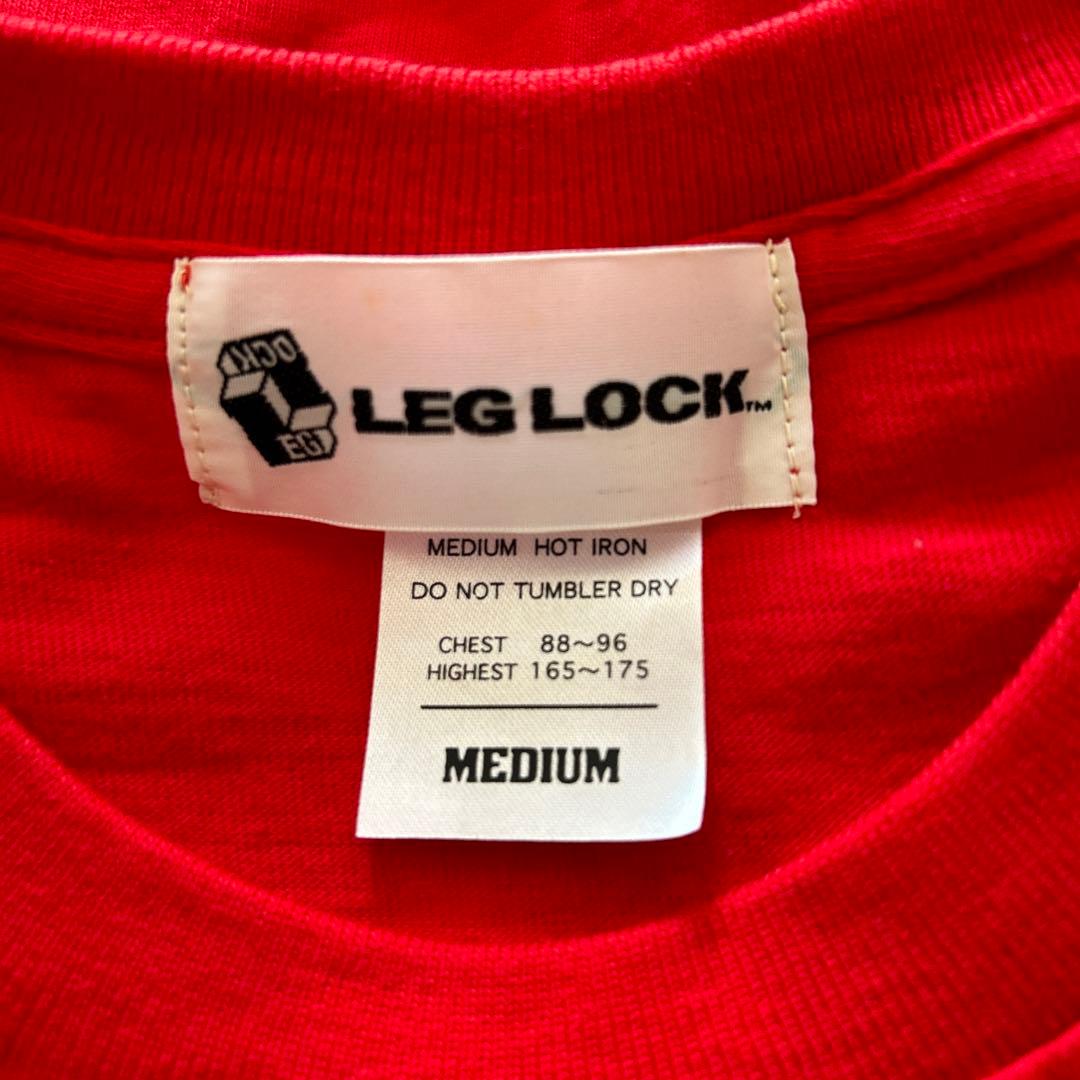 LEG LOCK™
MEDIUM HOT IRON
DO NOT TUMBLER DRY
CHEST 88~96
HIGHEST 165~175
MEDIUM